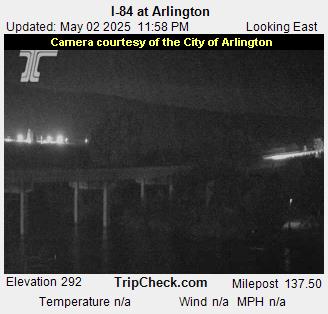 I-84 at Arlington
Updated: May 02 2025 11:58 PM Looking East
Camera courtesy of the City of Arlington
Elevation 292 TripCheck.com Milepost 137.50
Temperature n/a Wind n/a MPH n/a